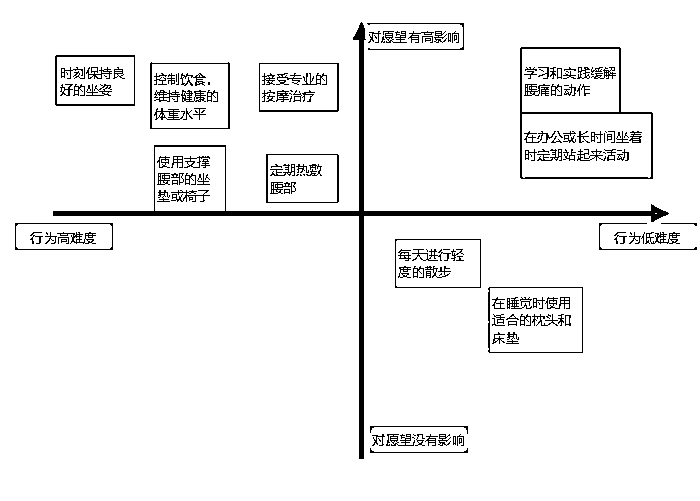 对愿望有高影响
时刻保持良
好的坐姿
控制饮食，
维持健康的
体重水平
接受专业的
按摩治疗
学习和实践缓解
腰痛的动作
在办公或长时间坐着
时定期站起来活动
使用支撑
腰部的坐
垫或椅子
定期热敷
腰部
行为高难度
行为低难度
每天进行轻
度的散步
在睡觉时使用
适合的枕头和
床垫
对愿望没有影响